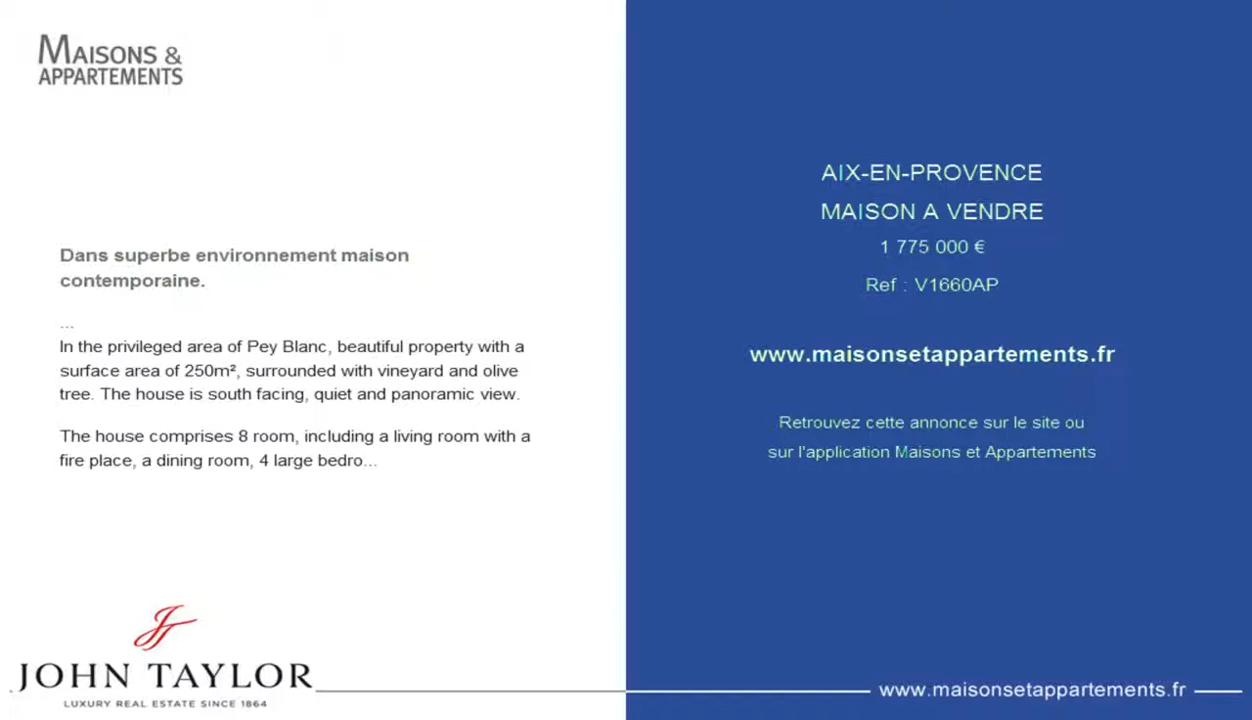 MAISONS &
APPARTEMENTS
Dans superbe environnement maison
contemporaine.
...
In the privileged area of Pey Blanc, beautiful property with a
surface area of 250m², surrounded with vineyard and olive
tree. The house is south facing, quiet and panoramic view.
The house comprises 8 room, including a living room with a
fire place, a dining room, 4 large bedro...
JOHN TAYLOR
LUXURY REAL ESTATE SINCE 1864
AIX-EN-PROVENCE
MAISON A VENDRE
1 775 000 €
Ref : V1660AP
www.maisonsetappartements.fr
Retrouvez cette annonce sur le site ou
sur l'application Maisons et Appartements
www.maisonsetappartements.fr